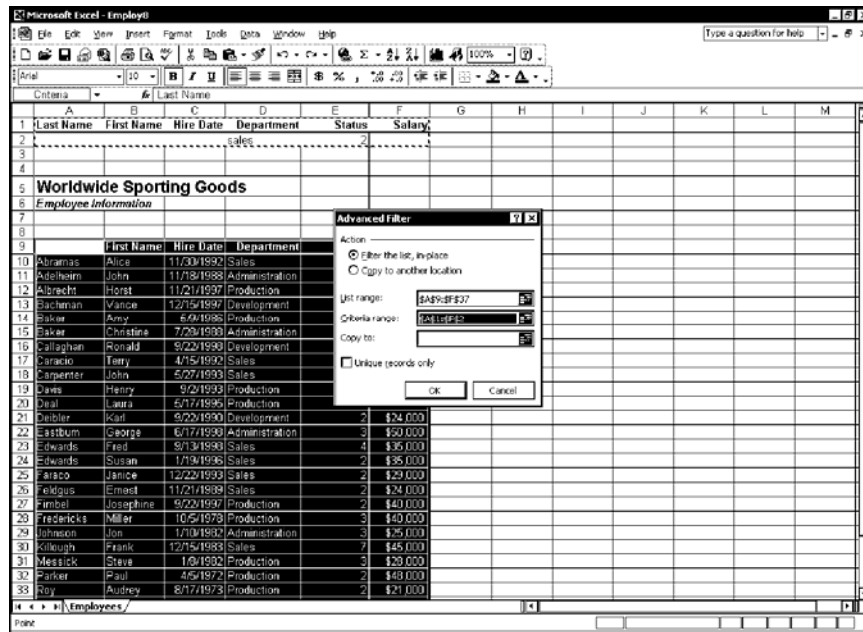 Microsoft Excel - Employ8
File Edit View Insert Format Tools Data Window Help
Type a question for help
100%
Arial 10 B I U $ % ,
Criteria fx Last Name
A B C D E F G H I J K L M
1 Last Name First Name Hire Date Department Status Salary
2 sales 2
3
4
5 Worldwide Sporting Goods
6 Employee Information
7
8
9 First Name Hire Date Department
10 Abramas Alice 11/30/1992 Sales
11 Adelheim John 11/18/1988 Administration
12 Albrecht Horst 11/21/1997 Production
13 Bachman Vance 12/15/1997 Development
14 Baker Amy 6/9/1986 Production
15 Baker Christine 7/28/1988 Administration
16 Callaghan Ronald 9/22/1998 Development
17 Caracio Terry 4/15/1992 Sales
18 Carpenter John 5/27/1993 Sales
19 Davis Henry 9/2/1993 Production
20 Deal Laura 5/17/1995 Production
21 Deibler Karl 9/22/1990 Development 2 $24,000
22 Eastburn George 6/17/1998 Administration 3 $50,000
23 Edwards Fred 9/13/1998 Sales 4 $35,000
24 Edwards Susan 1/19/1996 Sales 2 $35,000
25 Faraco Janice 12/22/1993 Sales 2 $29,000
26 Feldgus Ernest 11/21/1989 Sales 2 $24,000
27 Fimbel Josephine 9/22/1997 Production 2 $40,000
28 Fredericks Miller 10/5/1978 Production 3 $40,000
29 Johnson Jon 1/10/1982 Administration 3 $25,000
30 Killough Frank 12/15/1983 Sales 7 $45,000
31 Messick Steve 1/9/1982 Production 3 $28,000
32 Parker Paul 4/5/1972 Production 2 $48,000
33 Roy Audrey 8/17/1973 Production 2 $21,000
Advanced Filter
Action
Filter the list, in-place
Copy to another location
List range: $A$9:$F$37
Criteria range: $A$1:$F$2
Copy to:
Unique records only
OK Cancel
Employees
Point